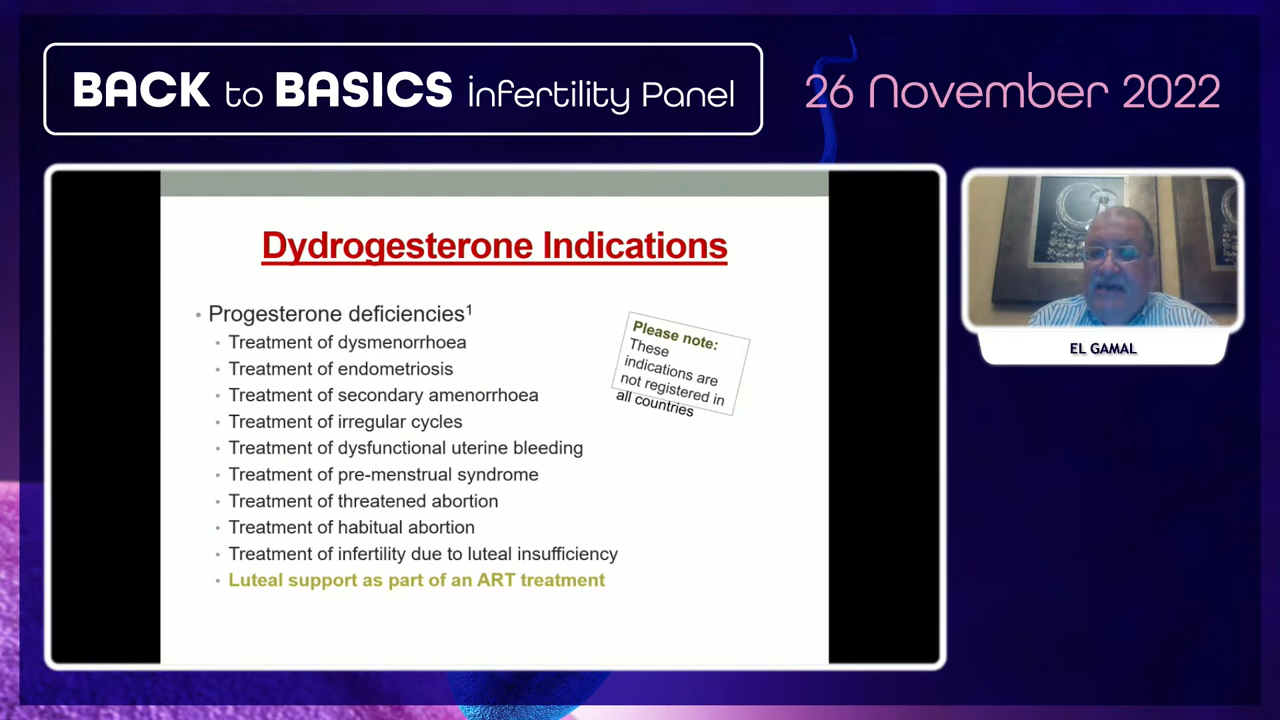 BACK to BASICS infertility Panel
26 November 2022
Dydrogesterone Indications
• Progesterone deficiencies¹
• Treatment of dysmenorrhoea
• Treatment of endometriosis
• Treatment of secondary amenorrhoea
• Treatment of irregular cycles
• Treatment of dysfunctional uterine bleeding
• Treatment of pre-menstrual syndrome
• Treatment of threatened abortion
• Treatment of habitual abortion
• Treatment of infertility due to luteal insufficiency
• Luteal support as part of an ART treatment
Please note:
These
indications are
not registered in
all countries
EL GAMAL